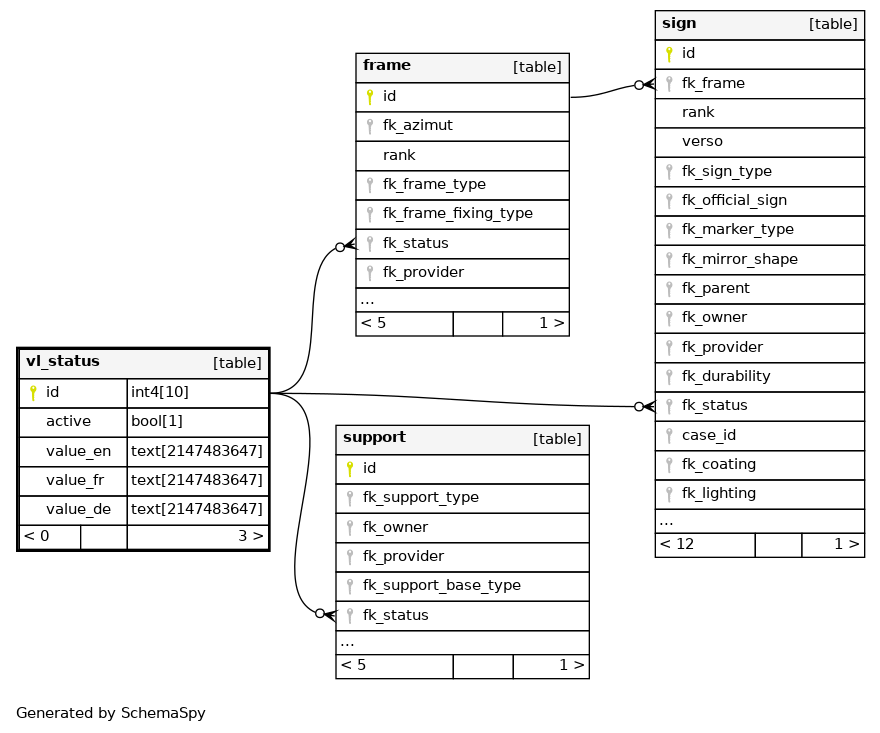 sign [table]
id
fk_frame
rank
verso
fk_sign_type
fk_official_sign
fk_marker_type
fk_mirror_shape
fk_parent
fk_owner
fk_provider
fk_durability
fk_status
case_id
fk_coating
fk_lighting
...
< 12 1 >
frame [table]
id
fk_azimut
rank
fk_frame_type
fk_frame_fixing_type
fk_status
fk_provider
...
< 5 1 >
vl_status [table]
id int4[10]
active bool[1]
value_en text[2147483647]
value_fr text[2147483647]
value_de text[2147483647]
< 0 3 >
support [table]
id
fk_support_type
fk_owner
fk_provider
fk_support_base_type
fk_status
...
< 5 1 >
Generated by SchemaSpy